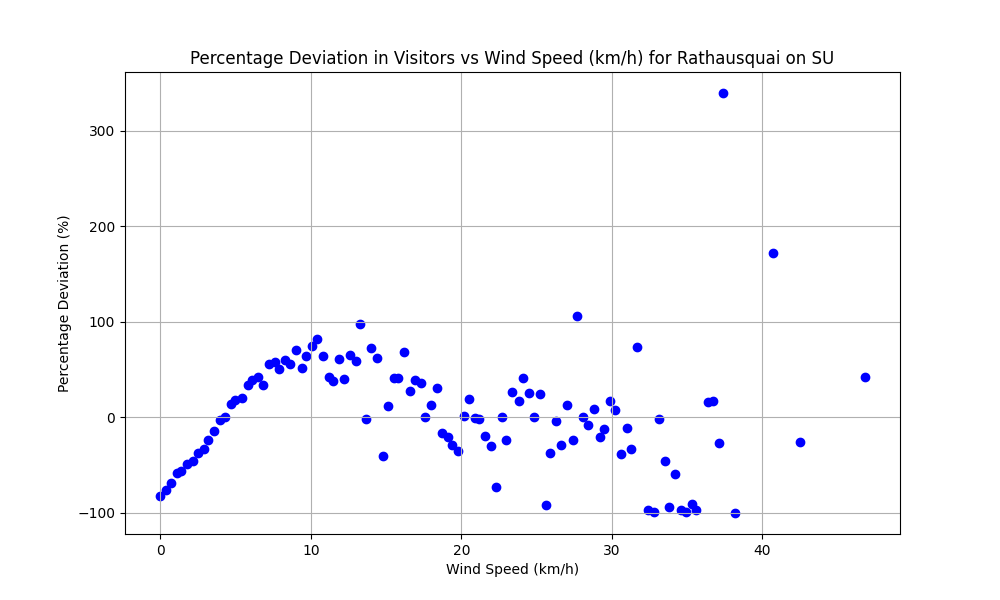 Percentage Deviation in Visitors vs Wind Speed (km/h) for Rathausquai on SU
Percentage Deviation (%)
300
200
100
0
−100
0 10 20 30 40
Wind Speed (km/h)